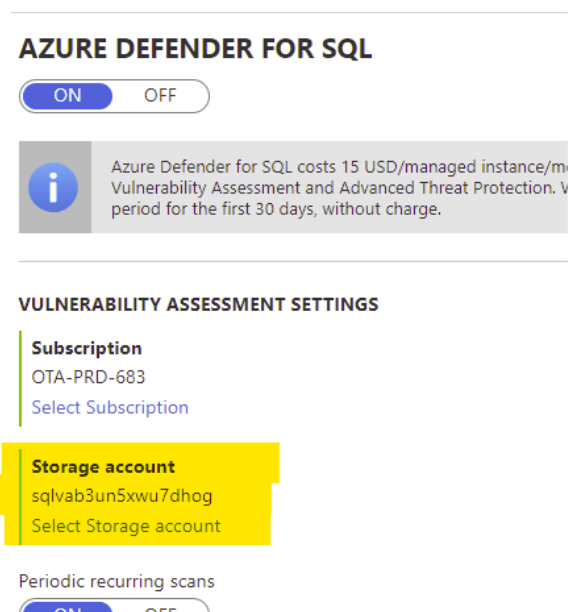 AZURE DEFENDER FOR SQL
ON OFF
Azure Defender for SQL costs 15 USD/managed instance/m
Vulnerability Assessment and Advanced Threat Protection.
period for the first 30 days, without charge.
VULNERABILITY ASSESSMENT SETTINGS
Subscription
OTA-PRD-683
Select Subscription
Storage account
sqlvab3un5xwu7dhog
Select Storage account
Periodic recurring scans
ON OFF